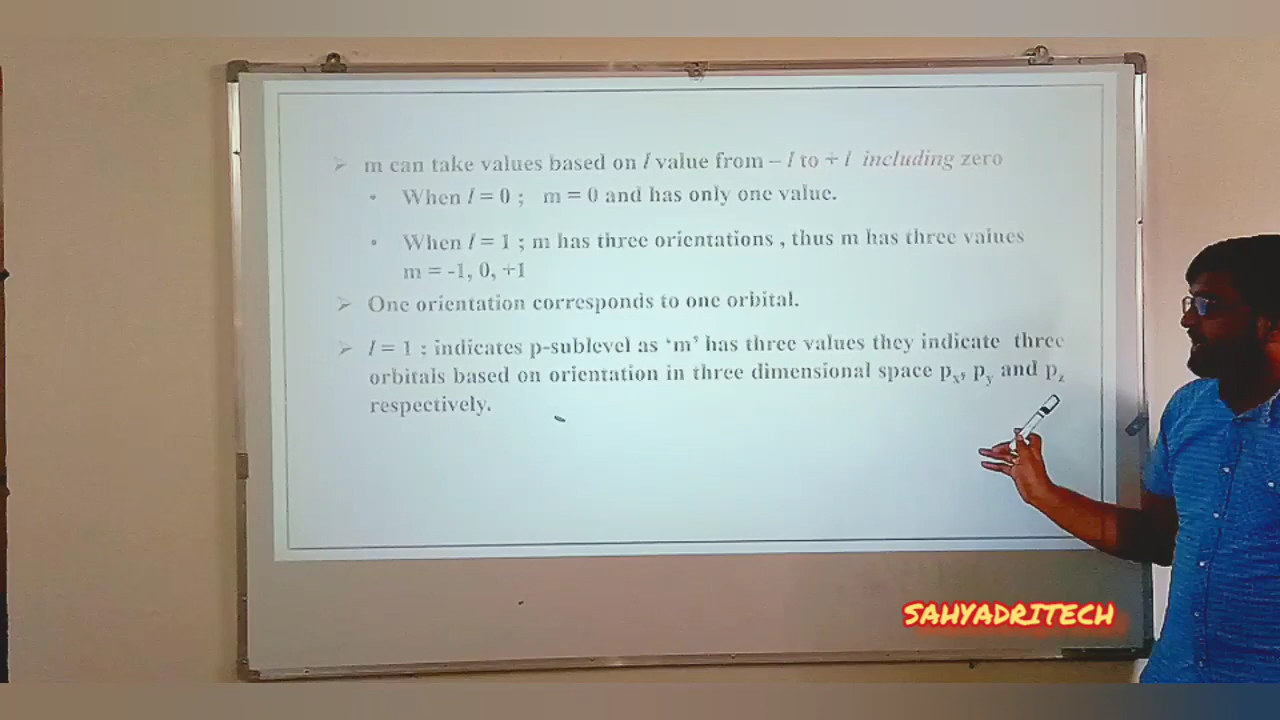 ➢ m can take values based on l value from – l to + l including zero
• When l = 0 ; m = 0 and has only one value.
• When l = 1 ; m has three orientations , thus m has three values
m = -1, 0, +1
➢ One orientation corresponds to one orbital.
➢ l = 1 ; indicates p-sublevel as ‘m’ has three values they indicate three
orbitals based on orientation in three dimensional space pₓ, p_y and p_z
respectively.
SAHYADRITECH